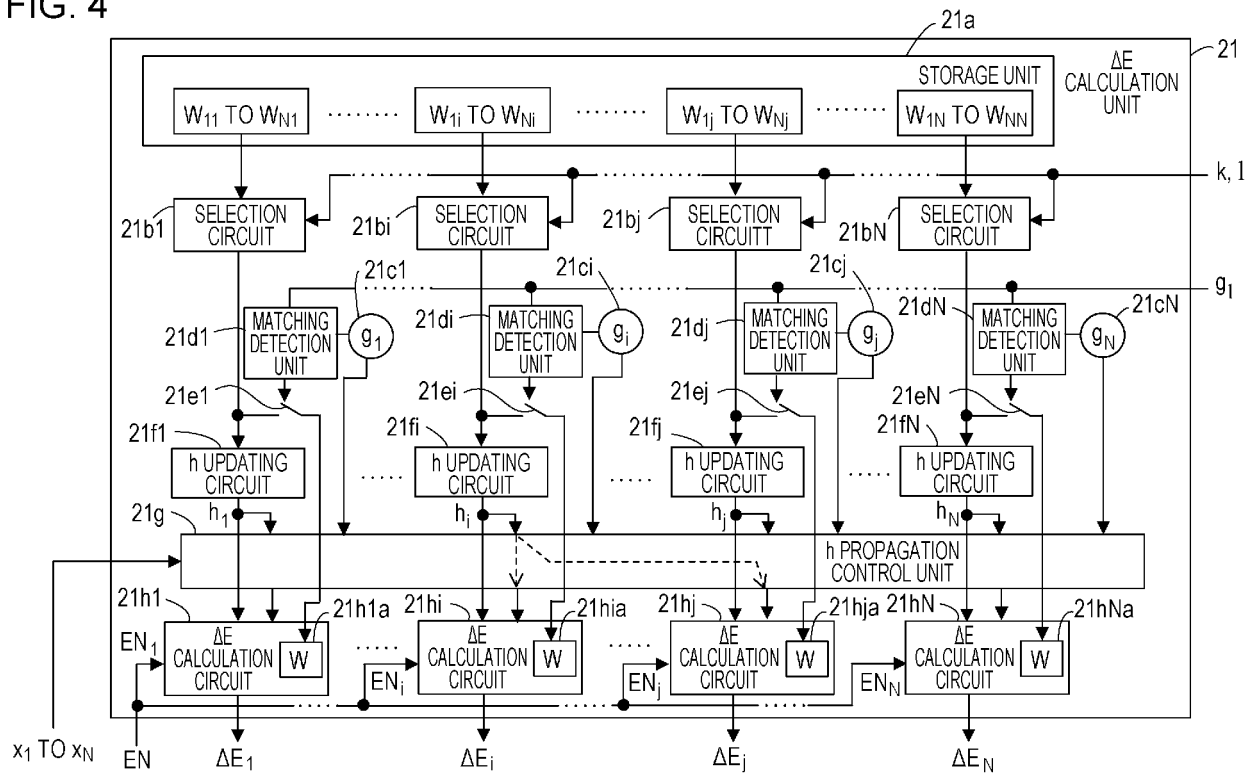 FIG. 4
21a
21
STORAGE UNIT
ΔE
CALCULATION
UNIT
W11 TO WN1 ....... W1i TO WNi ....... W1j TO WNj ....... W1N TO WNN
k, l
21b1 SELECTION CIRCUIT
21bi SELECTION CIRCUIT
21bj SELECTION CIRCUITT
21bN SELECTION CIRCUIT
21c1 21ci 21cj 21cN
gl
21d1 MATCHING DETECTION UNIT g1
21di MATCHING DETECTION UNIT gi
21dj MATCHING DETECTION UNIT gj
21dN MATCHING DETECTION UNIT gN
21e1 21ei 21ej 21eN
21f1 21fi 21fj 21fN
h UPDATING CIRCUIT ..... h UPDATING CIRCUIT ..... h UPDATING CIRCUIT ..... h UPDATING CIRCUIT
21g h1 hi hj hN
h PROPAGATION
CONTROL UNIT
21h1 21h1a 21hi 21hia 21hj 21hja 21hN 21hNa
EN1 ΔE CALCULATION CIRCUIT W
ENi ΔE CALCULATION CIRCUIT W
ENj ΔE CALCULATION CIRCUIT W
ENN ΔE CALCULATION CIRCUIT W
x1 TO xN EN ΔE1 ΔEi ΔEj ΔEN